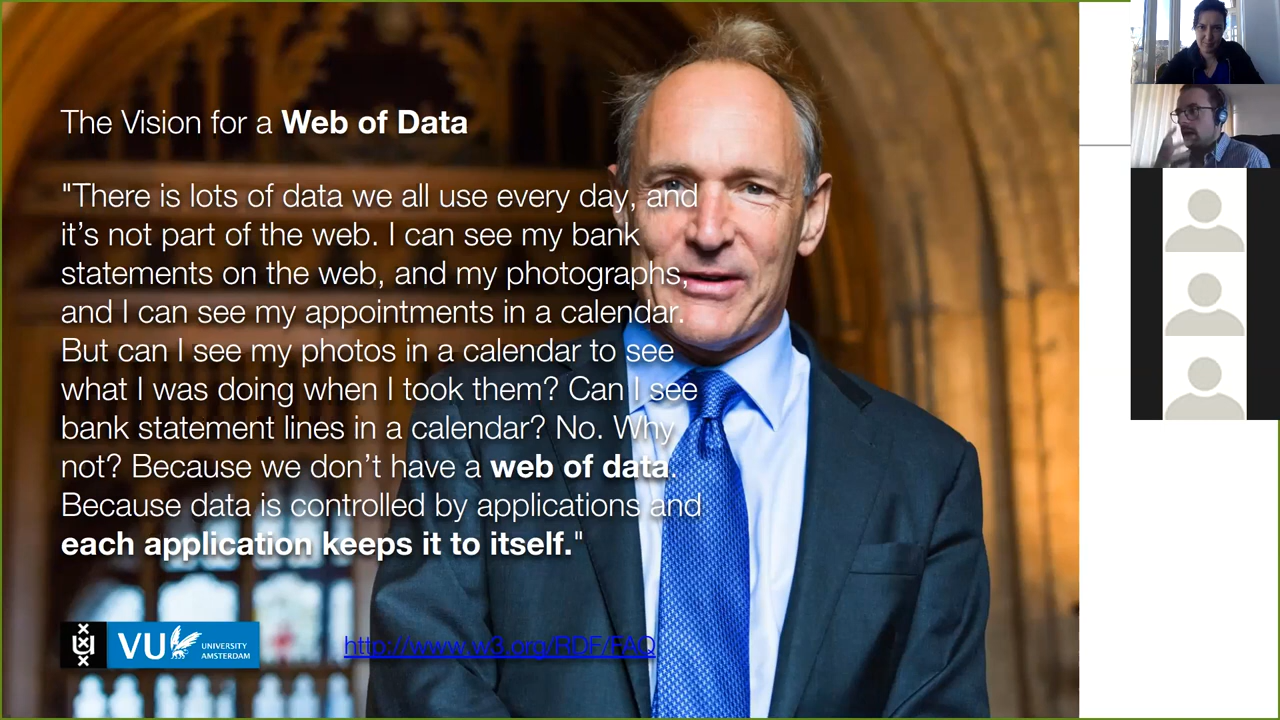 The Vision for a Web of Data
"There is lots of data we all use every day, and
it’s not part of the web. I can see my bank
statements on the web, and my photographs,
and I can see my appointments in a calendar.
But can I see my photos in a calendar to see
what I was doing when I took them? Can I see
bank statement lines in a calendar? No. Why
not? Because we don’t have a web of data.
Because data is controlled by applications and
each application keeps it to itself."
VU UNIVERSITY
AMSTERDAM
http://www.w3.org/RDF/FAQ